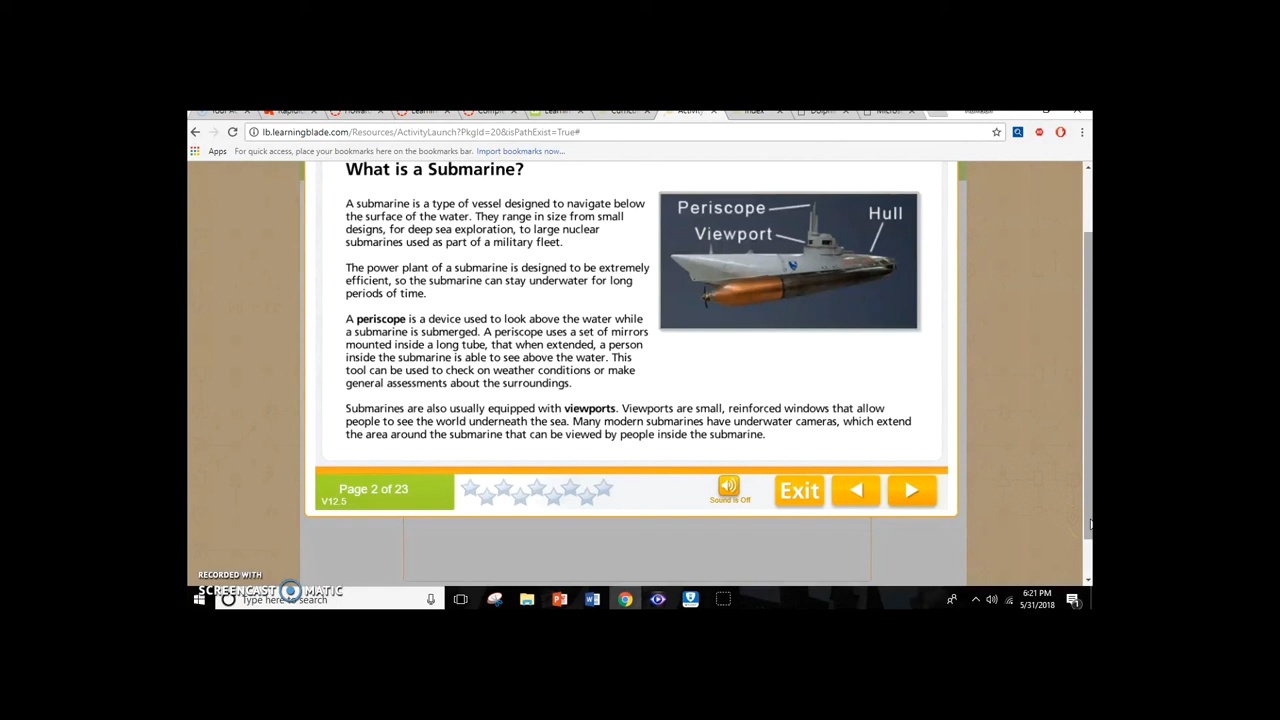 lb.learningblade.com/Resources/ActivityLaunch?PkgId=20&isPathExist=True#
Apps For quick access, place your bookmarks here on the bookmarks bar. Import bookmarks now...
What is a Submarine?
A submarine is a type of vessel designed to navigate below
the surface of the water. They range in size from small
designs, for deep sea exploration, to large nuclear
submarines used as part of a military fleet.
The power plant of a submarine is designed to be extremely
efficient, so the submarine can stay underwater for long
periods of time.
A periscope is a device used to look above the water while
a submarine is submerged. A periscope uses a set of mirrors
mounted inside a long tube, that when extended, a person
inside the submarine is able to see above the water. This
tool can be used to check on weather conditions or make
general assessments about the surroundings.
Periscope
Hull
Viewport
Submarines are also usually equipped with viewports. Viewports are small, reinforced windows that allow
people to see the world underneath the sea. Many modern submarines have underwater cameras, which extend
the area around the submarine that can be viewed by people inside the submarine.
Page 2 of 23
V12.5
Sound is Off
Exit
RECORDED WITH
SCREENCAST MATIC
Type here to search
6:21 PM
5/31/2018